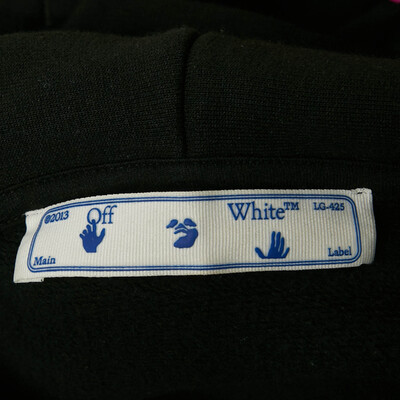 ©2013 Off White™ LG-425
Main Label